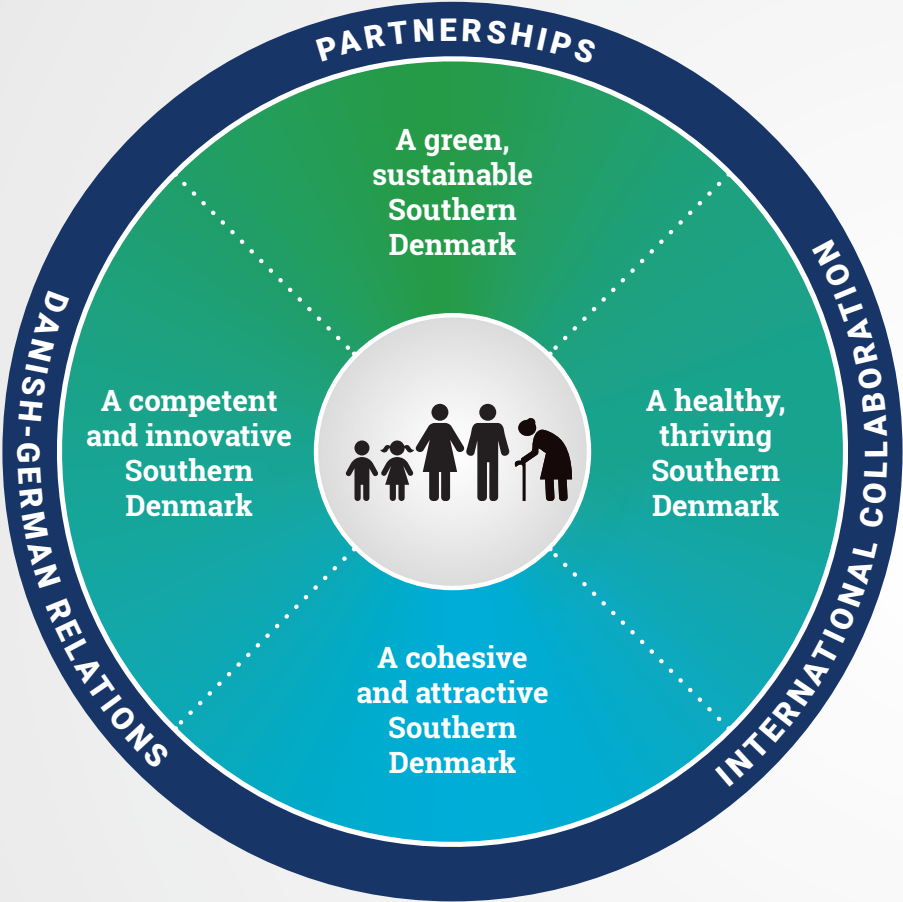 PARTNERSHIPS
A green,
sustainable
Southern
Denmark
DANISH-GERMAN RELATIONS
A competent
and innovative
Southern
Denmark
A healthy,
thriving
Southern
Denmark
INTERNATIONAL COLLABORATION
A cohesive
and attractive
Southern
Denmark